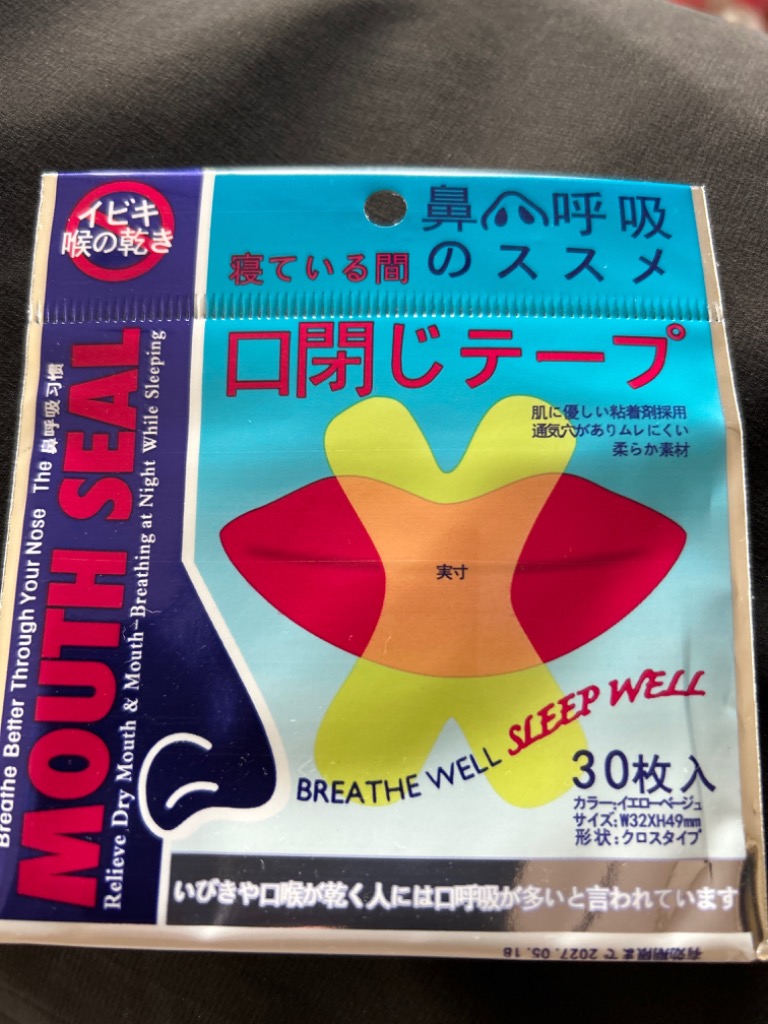 イビキ
喉の乾き
鼻呼吸
のススメ
寝ている間
口閉じテープ
肌に優しい粘着剤採用
通気穴がありムレにくい
柔らか素材
実寸
BREATHE WELL SLEEP WELL
30枚入
カラー:イエローベージュ
サイズ:W32XH49mm
形状:クロスタイプ
いびきや口喉が乾く人には口呼吸が多いと言われています
Breathe Better Through Your Nose The 鼻呼吸习惯
MOUTH SEAL
Relieve Dry Mouth & Mouth-Breathing at Night While Sleeping
有効期限まで 2027.05.18